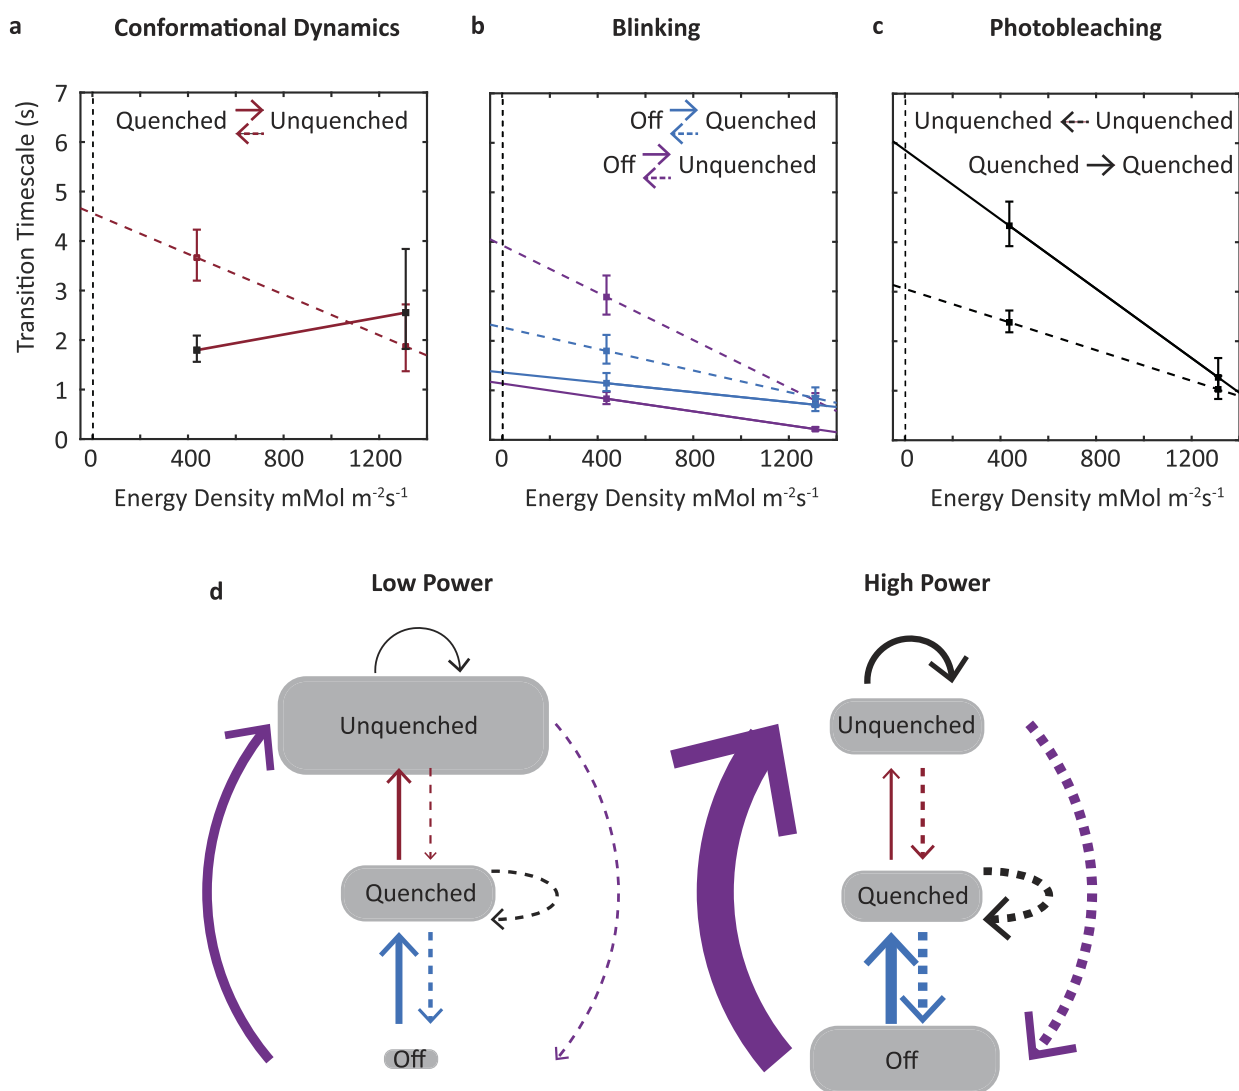 a Conformational Dynamics
b Blinking
c Photobleaching
Transition Timescale (s)
7
6
5
4
3
2
1
0
Quenched Unquenched
0 400 800 1200
Energy Density mMol m⁻²s⁻¹
Off Quenched
Off Unquenched
0 400 800 1200
Energy Density mMol m⁻²s⁻¹
Unquenched Unquenched
Quenched Quenched
0 400 800 1200
Energy Density mMol m⁻²s⁻¹
d
Low Power
Unquenched
Quenched
Off
High Power
Unquenched
Quenched
Off